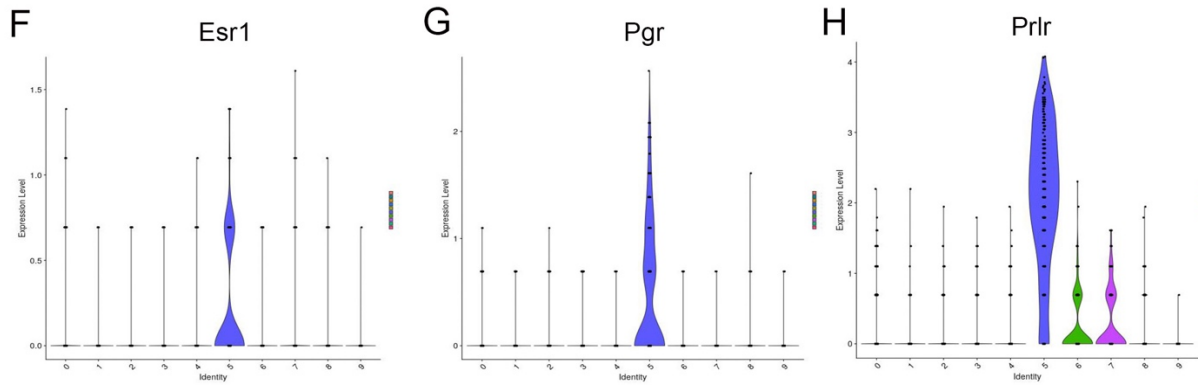 F
Esr1
Expression Level
1.5
1.0
0.5
0.0
0 1 2 3 4 5 6 7 8 9
Identity
G
Pgr
Expression Level
2
1
0
0 1 2 3 4 5 6 7 8 9
Identity
H
Prlr
Expression Level
4
3
2
1
0
0 1 2 3 4 5 6 7 8 9
Identity